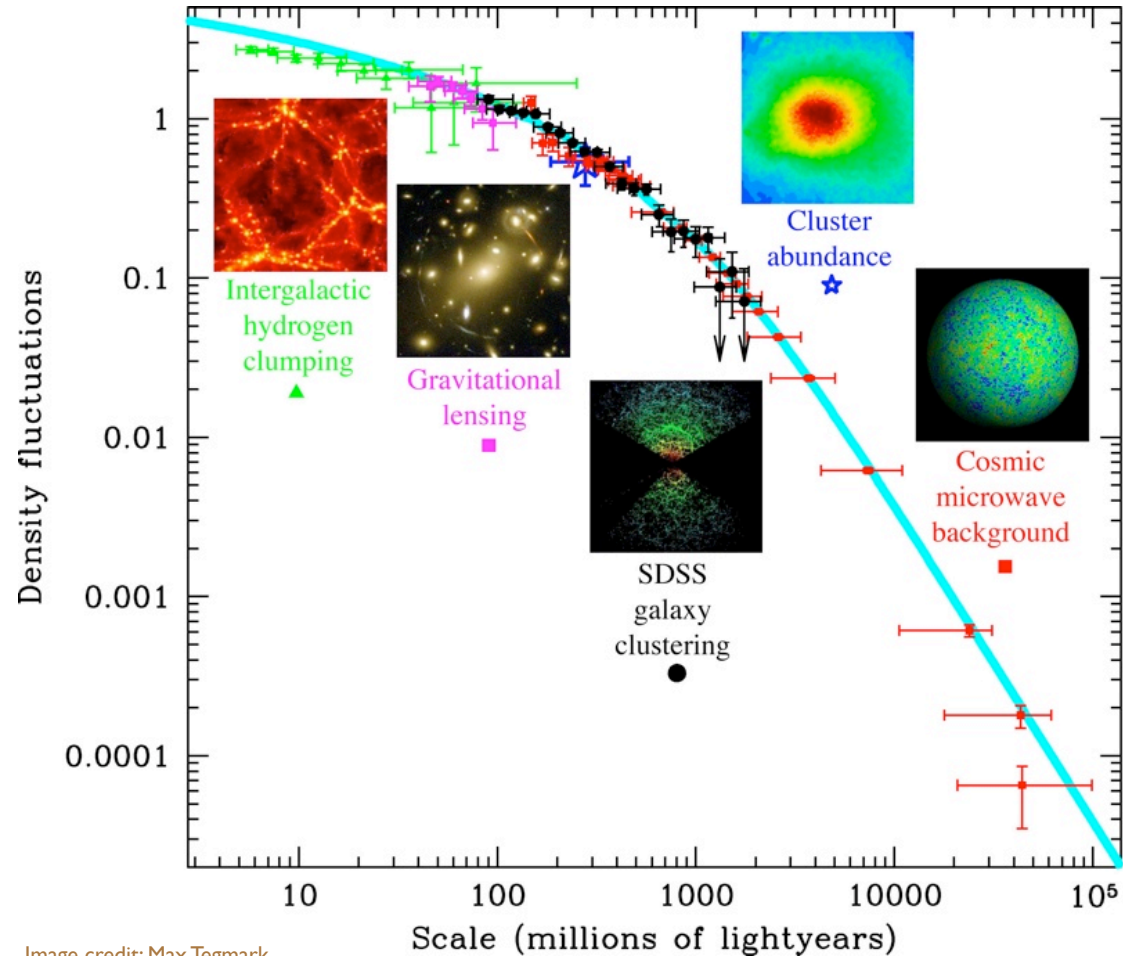 1
0.1
0.01
0.001
0.0001
Density fluctuations
Intergalactic
hydrogen
clumping
Gravitational
lensing
Cluster
abundance
SDSS
galaxy
clustering
Cosmic
microwave
background
10
100
1000
10000
10⁵
Scale (millions of lightyears)
Image credit: Max Tegmark